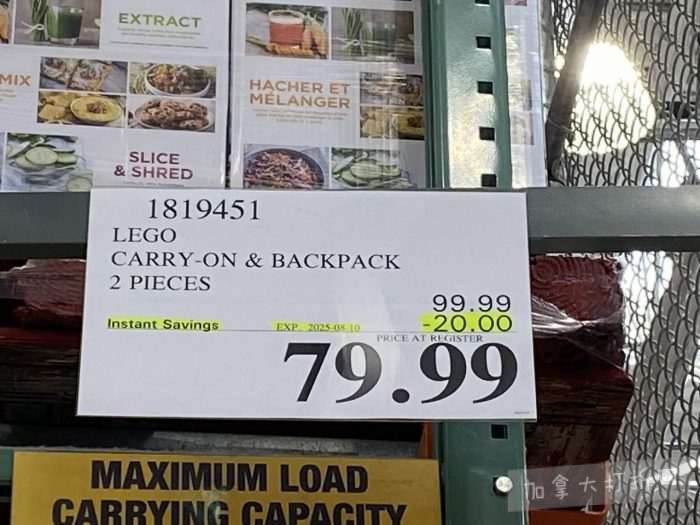 EXTRACT
HACHER ET
MÉLANGER
MIX
SLICE
& SHRED
1819451
LEGO
CARRY-ON & BACKPACK
2 PIECES
99.99
Instant Savings EXP. 2025-08-10 -20.00
PRICE AT REGISTER
79.99
MAXIMUM LOAD
CARRYING CAPACITY
加拿大打折